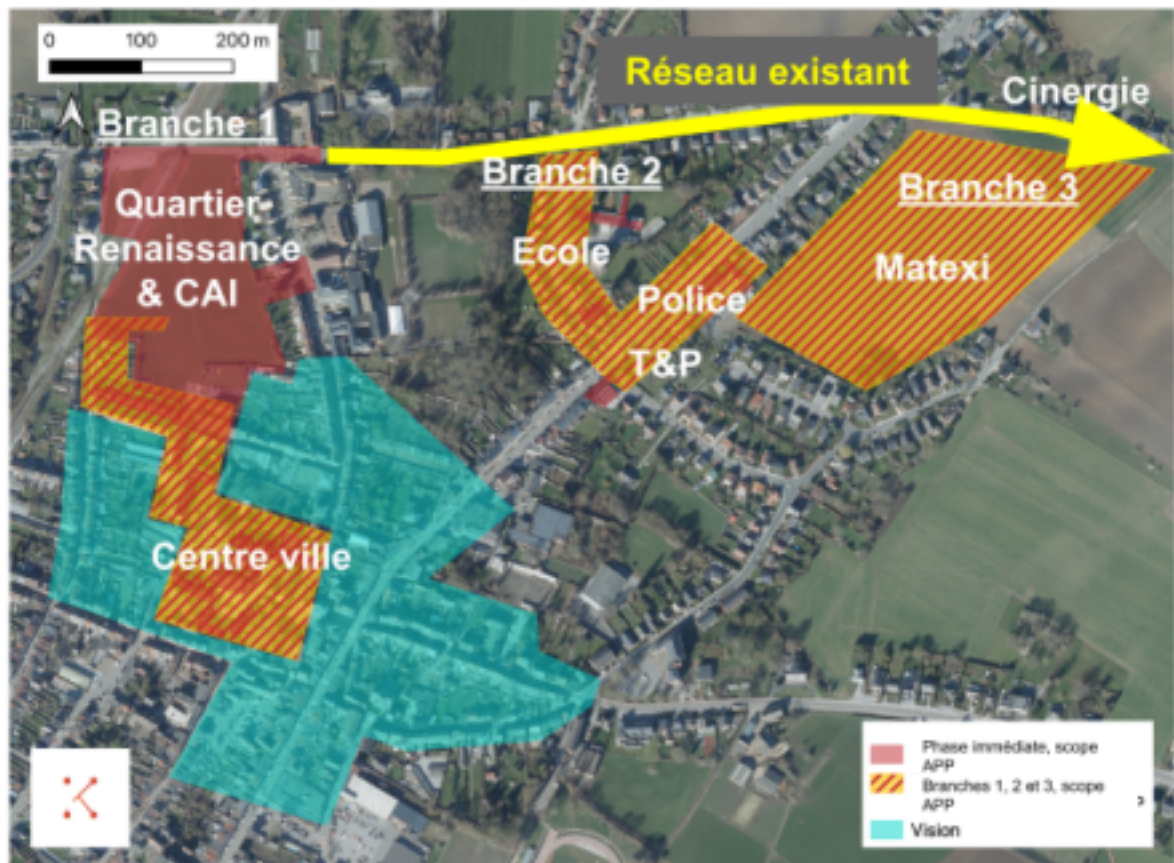 0 100 200 m
Réseau existant
Cinergie
Branche 1
Branche 2
Branche 3
Quartier-
Renaissance
& CAI
Ecole
Matexi
Police
T&P
Centre ville
Phase immédiate, scope
APP
Branches 1, 2 et 3, scope
APP
Vision